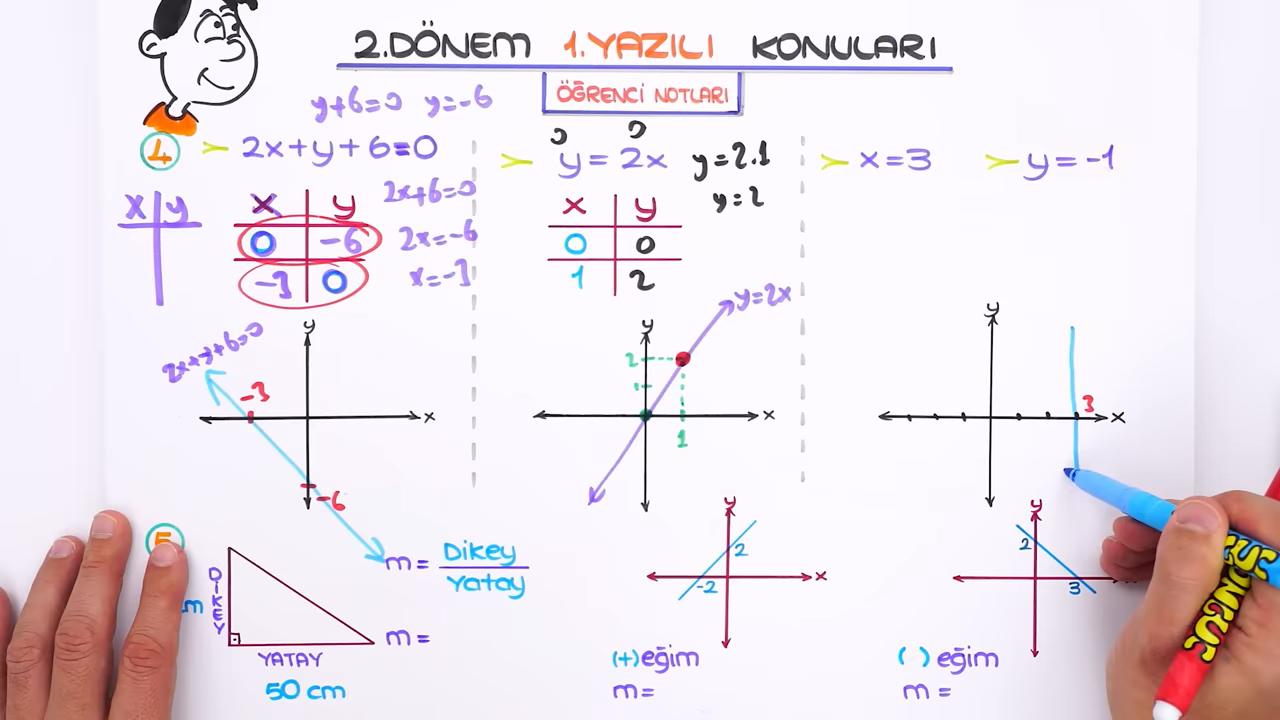 2.DÖNEM 1.YAZILI KONULARI
ÖĞRENCİ NOTLARI
y+6=0 y=-6
4 ➢ 2x+y+6=0
x y
x y
0 -6
-3 0
2x+6=0
2x=-6
x=-3
2x+y+6=0
y
x
-3
-6
0 0
➢ y=2x
y=2.1
y=2
x y
0 0
1 2
y=2x
y
x
2
1
1
➢ x=3
➢ y=-1
y
x
3
5
DİKEY
m
YATAY
50 cm
m= Dikey
Yatay
m=
y
x
2
-2
(+)eğim
m=
y
2
3
( ) eğim
m=